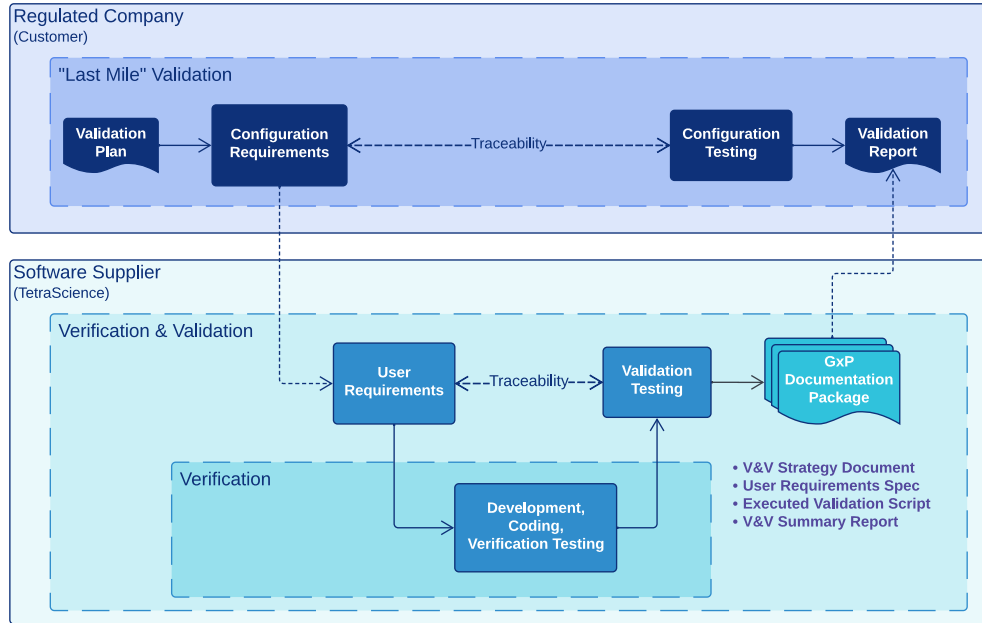 Regulated Company
(Customer)
"Last Mile" Validation
Validation
Plan
Configuration
Requirements
Traceability
Configuration
Testing
Validation
Report
Software Supplier
(TetraScience)
Verification & Validation
User
Requirements
Traceability
Validation
Testing
GxP
Documentation
Package
Verification
Development,
Coding,
Verification Testing
• V&V Strategy Document
• User Requirements Spec
• Executed Validation Script
• V&V Summary Report